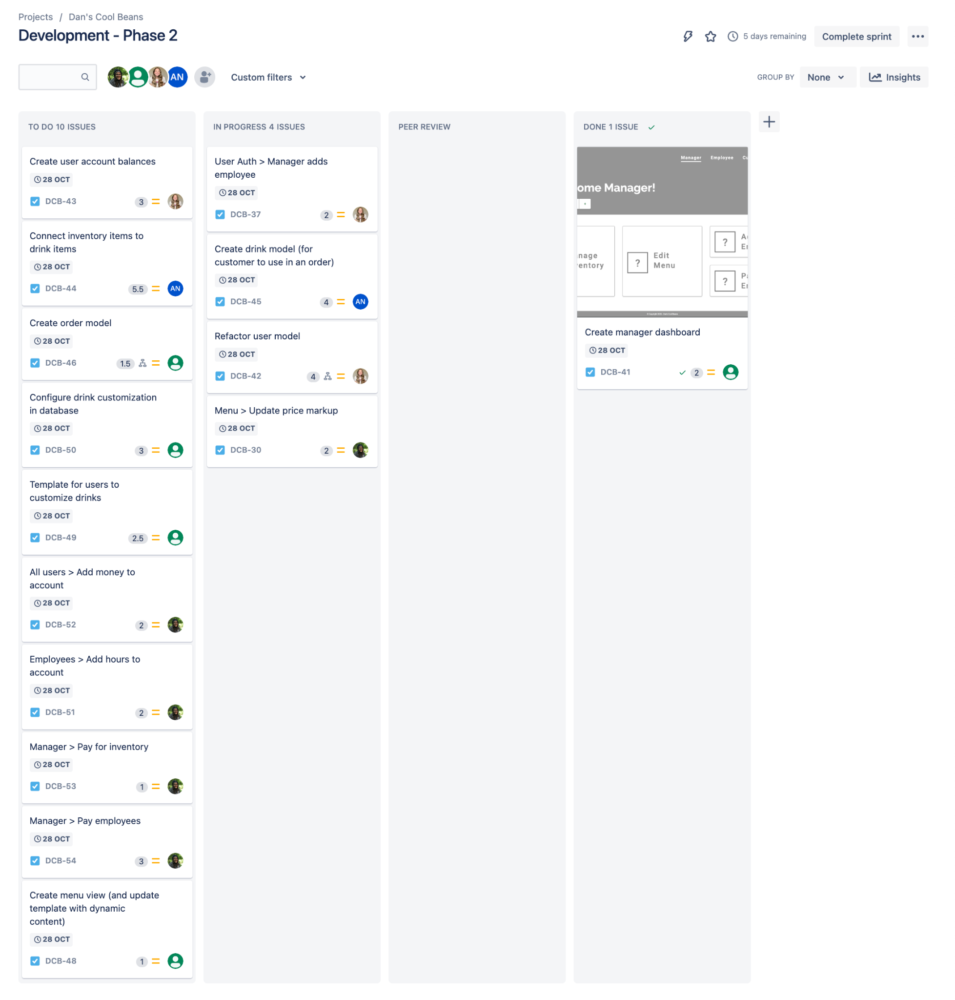 Projects / Dan's Cool Beans
Development - Phase 2
5 days remaining
Complete sprint
AN
Custom filters
GROUP BY
None
Insights
TO DO 10 ISSUES
Create user account balances
28 OCT
DCB-43
3
Connect inventory items to
drink items
28 OCT
DCB-44
5.5
AN
Create order model
28 OCT
DCB-46
1.5
Configure drink customization
in database
28 OCT
DCB-50
3
Template for users to
customize drinks
28 OCT
DCB-49
2.5
All users > Add money to
account
28 OCT
DCB-52
2
Employees > Add hours to
account
28 OCT
DCB-51
2
Manager > Pay for inventory
28 OCT
DCB-53
1
Manager > Pay employees
28 OCT
DCB-54
3
Create menu view (and update
template with dynamic
content)
28 OCT
DCB-48
1
IN PROGRESS 4 ISSUES
User Auth > Manager adds
employee
28 OCT
DCB-37
2
Create drink model (for
customer to use in an order)
28 OCT
DCB-45
4
AN
Refactor user model
28 OCT
DCB-42
4
Menu > Update price markup
28 OCT
DCB-30
2
PEER REVIEW
DONE 1 ISSUE
Manager Employee Cu
ome Manager!
nage
entory
?
Edit
Menu
?
?
Create manager dashboard
28 OCT
DCB-41
2